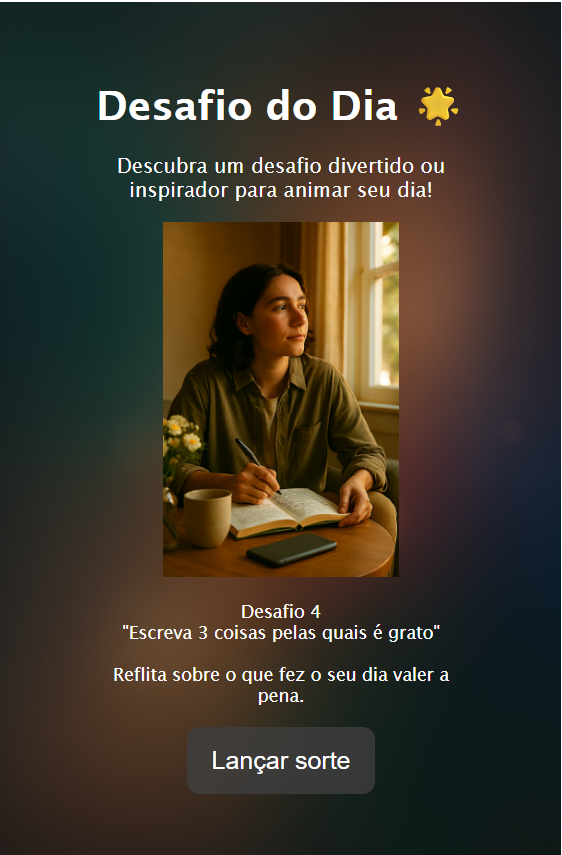 Desafio do Dia 🌟
Descubra um desafio divertido ou
inspirador para animar seu dia!
Desafio 4
"Escreva 3 coisas pelas quais é grato"
Reflita sobre o que fez o seu dia valer a
pena.
Lançar sorte